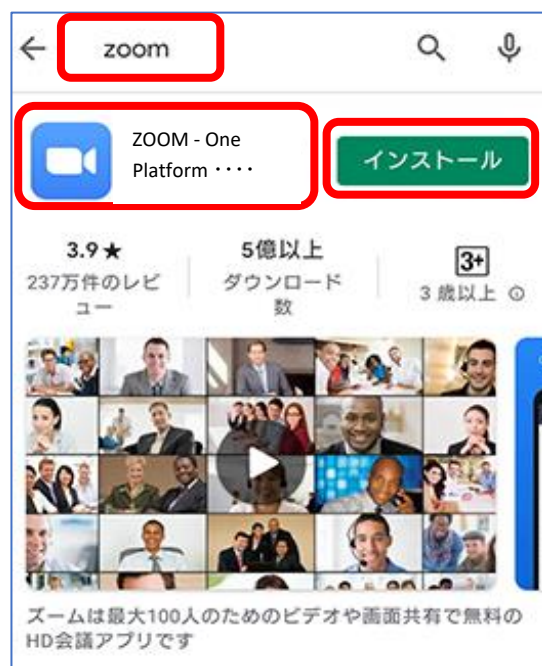 zoom
ZOOM - One
Platform ････
インストール
3.9★
237万件のレビ
ュー
5億以上
ダウンロード
数
3+
3 歳以上
ズームは最大100人のためのビデオや画面共有で無料の
HD会議アプリです